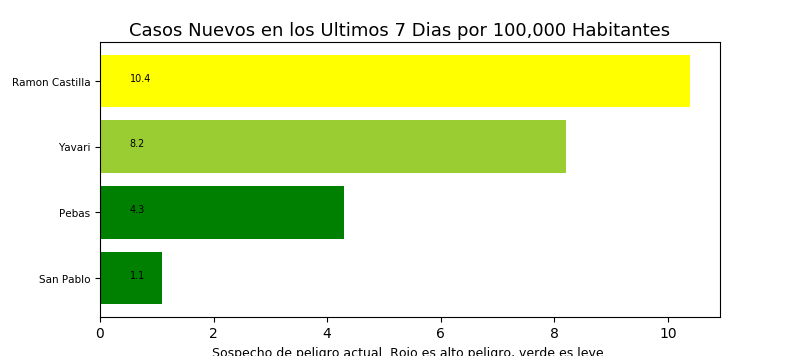 Casos Nuevos en los Ultimos 7 Dias por 100,000 Habitantes
Ramon Castilla 10.4
Yavari 8.2
Pebas 4.3
San Pablo 1.1
0 2 4 6 8 10
Sospecho de peligro actual. Rojo es alto peligro, verde es leve